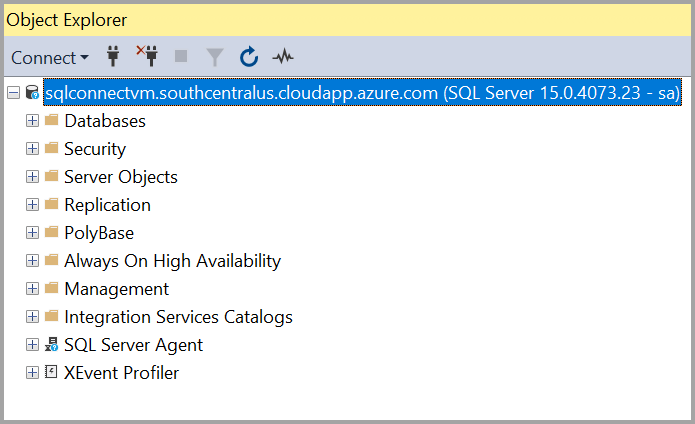 Object Explorer
Connect
sqlconnectvm.southcentralus.cloudapp.azure.com (SQL Server 15.0.4073.23 - sa)
Databases
Security
Server Objects
Replication
PolyBase
Always On High Availability
Management
Integration Services Catalogs
SQL Server Agent
XEvent Profiler